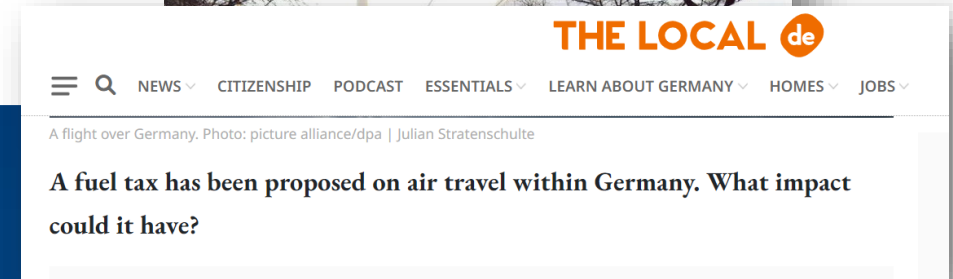 THE LOCAL de
NEWS CITIZENSHIP PODCAST ESSENTIALS LEARN ABOUT GERMANY HOMES JOBS
A flight over Germany. Photo: picture alliance/dpa | Julian Stratenschulte
A fuel tax has been proposed on air travel within Germany. What impact
could it have?